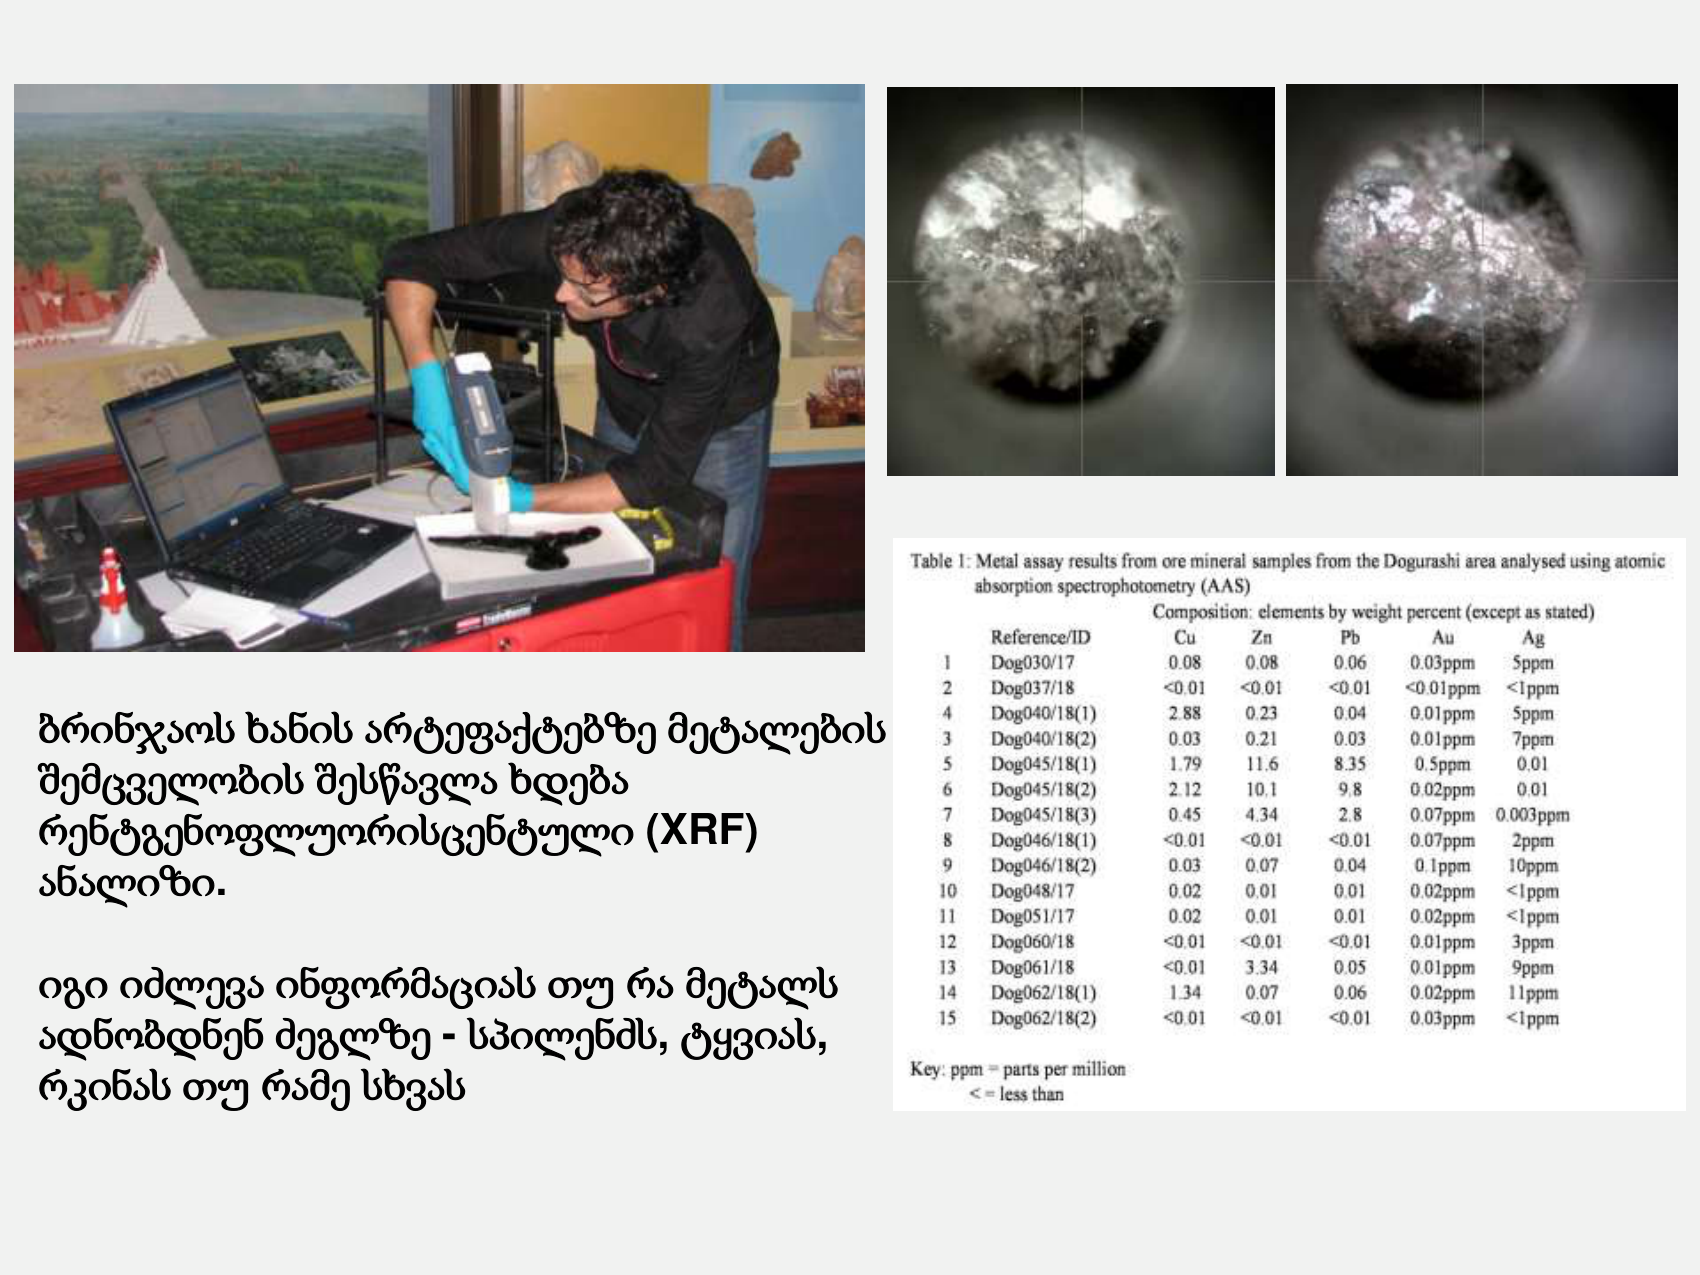 ბრინჯაოს ხანის არტეფაქტებზე მეტალების
შემცველობის შესწავლა ხდება
რენტგენოფლუორისცენტული (XRF)
ანალიზი.
იგი იძლევა ინფორმაციას თუ რა მეტალს
ადნობდნენ ძეგლზე - სპილენძს, ტყვიას,
რკინას თუ რამე სხვას
Table 1: Metal assay results from ore mineral samples from the Dogurashi area analysed using atomic
absorption spectrophotometry (AAS)
Composition: elements by weight percent (except as stated)
Reference/ID Cu Zn Pb Au Ag
1 Dog030/17 0.08 0.08 0.06 0.03ppm 5ppm
2 Dog037/18 <0.01 <0.01 <0.01 <0.01ppm <1ppm
4 Dog040/18(1) 2.88 0.23 0.04 0.01ppm 5ppm
3 Dog040/18(2) 0.03 0.21 0.03 0.01ppm 7ppm
5 Dog045/18(1) 1.79 11.6 8.35 0.5ppm 0.01
6 Dog045/18(2) 2.12 10.1 9.8 0.02ppm 0.01
7 Dog045/18(3) 0.45 4.34 2.8 0.07ppm 0.003ppm
8 Dog046/18(1) <0.01 <0.01 <0.01 0.07ppm 2ppm
9 Dog046/18(2) 0.03 0.07 0.04 0.1ppm 10ppm
10 Dog048/17 0.02 0.01 0.01 0.02ppm <1ppm
11 Dog051/17 0.02 0.01 0.01 0.02ppm <1ppm
12 Dog060/18 <0.01 <0.01 <0.01 0.01ppm 3ppm
13 Dog061/18 <0.01 3.34 0.05 0.01ppm 9ppm
14 Dog062/18(1) 1.34 0.07 0.06 0.02ppm 11ppm
15 Dog062/18(2) <0.01 <0.01 <0.01 0.03ppm <1ppm
Key: ppm = parts per million
< = less than